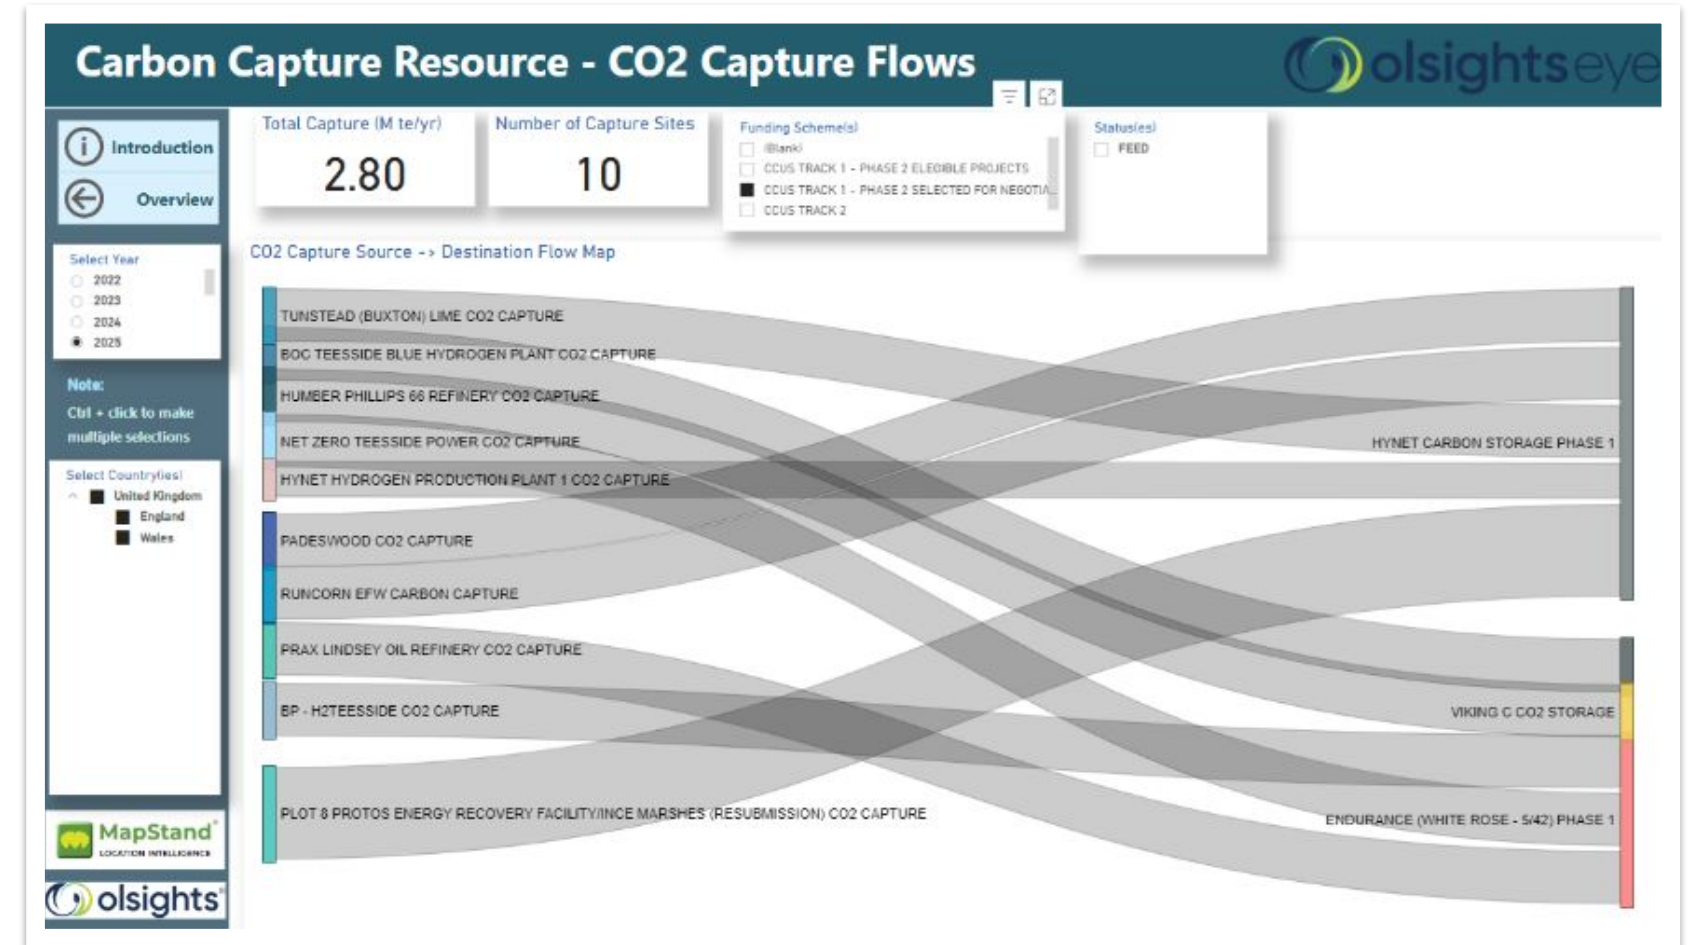 Carbon Capture Resource - CO2 Capture Flows
olsightseye
Introduction
Overview
Total Capture (M te/yr)
2.80
Number of Capture Sites
10
Funding Scheme(s)
(Blank)
CCUS TRACK 1 - PHASE 2 ELEGIBLE PROJECTS
CCUS TRACK 1 - PHASE 2 SELECTED FOR NEGOTIA...
CCUS TRACK 2
Status(es)
FEED
Select Year
2022
2023
2024
2025
Note:
Ctrl + click to make
multiple selections
Select Country(ies)
United Kingdom
England
Wales
MapStand
LOCATION INTELLIGENCE
olsights
CO2 Capture Source -> Destination Flow Map
TUNSTEAD (BUXTON) LIME CO2 CAPTURE
BOC TEESSIDE BLUE HYDROGEN PLANT CO2 CAPTURE
HUMBER PHILLIPS 66 REFINERY CO2 CAPTURE
NET ZERO TEESSIDE POWER CO2 CAPTURE
HYNET HYDROGEN PRODUCTION PLANT 1 CO2 CAPTURE
PADESWOOD CO2 CAPTURE
RUNCORN EFW CARBON CAPTURE
PRAX LINDSEY OIL REFINERY CO2 CAPTURE
BP - H2TEESSIDE CO2 CAPTURE
PLOT 8 PROTOS ENERGY RECOVERY FACILITY/INCE MARSHES (RESUBMISSION) CO2 CAPTURE
HYNET CARBON STORAGE PHASE 1
VIKING C CO2 STORAGE
ENDURANCE (WHITE ROSE - 5/42) PHASE 1